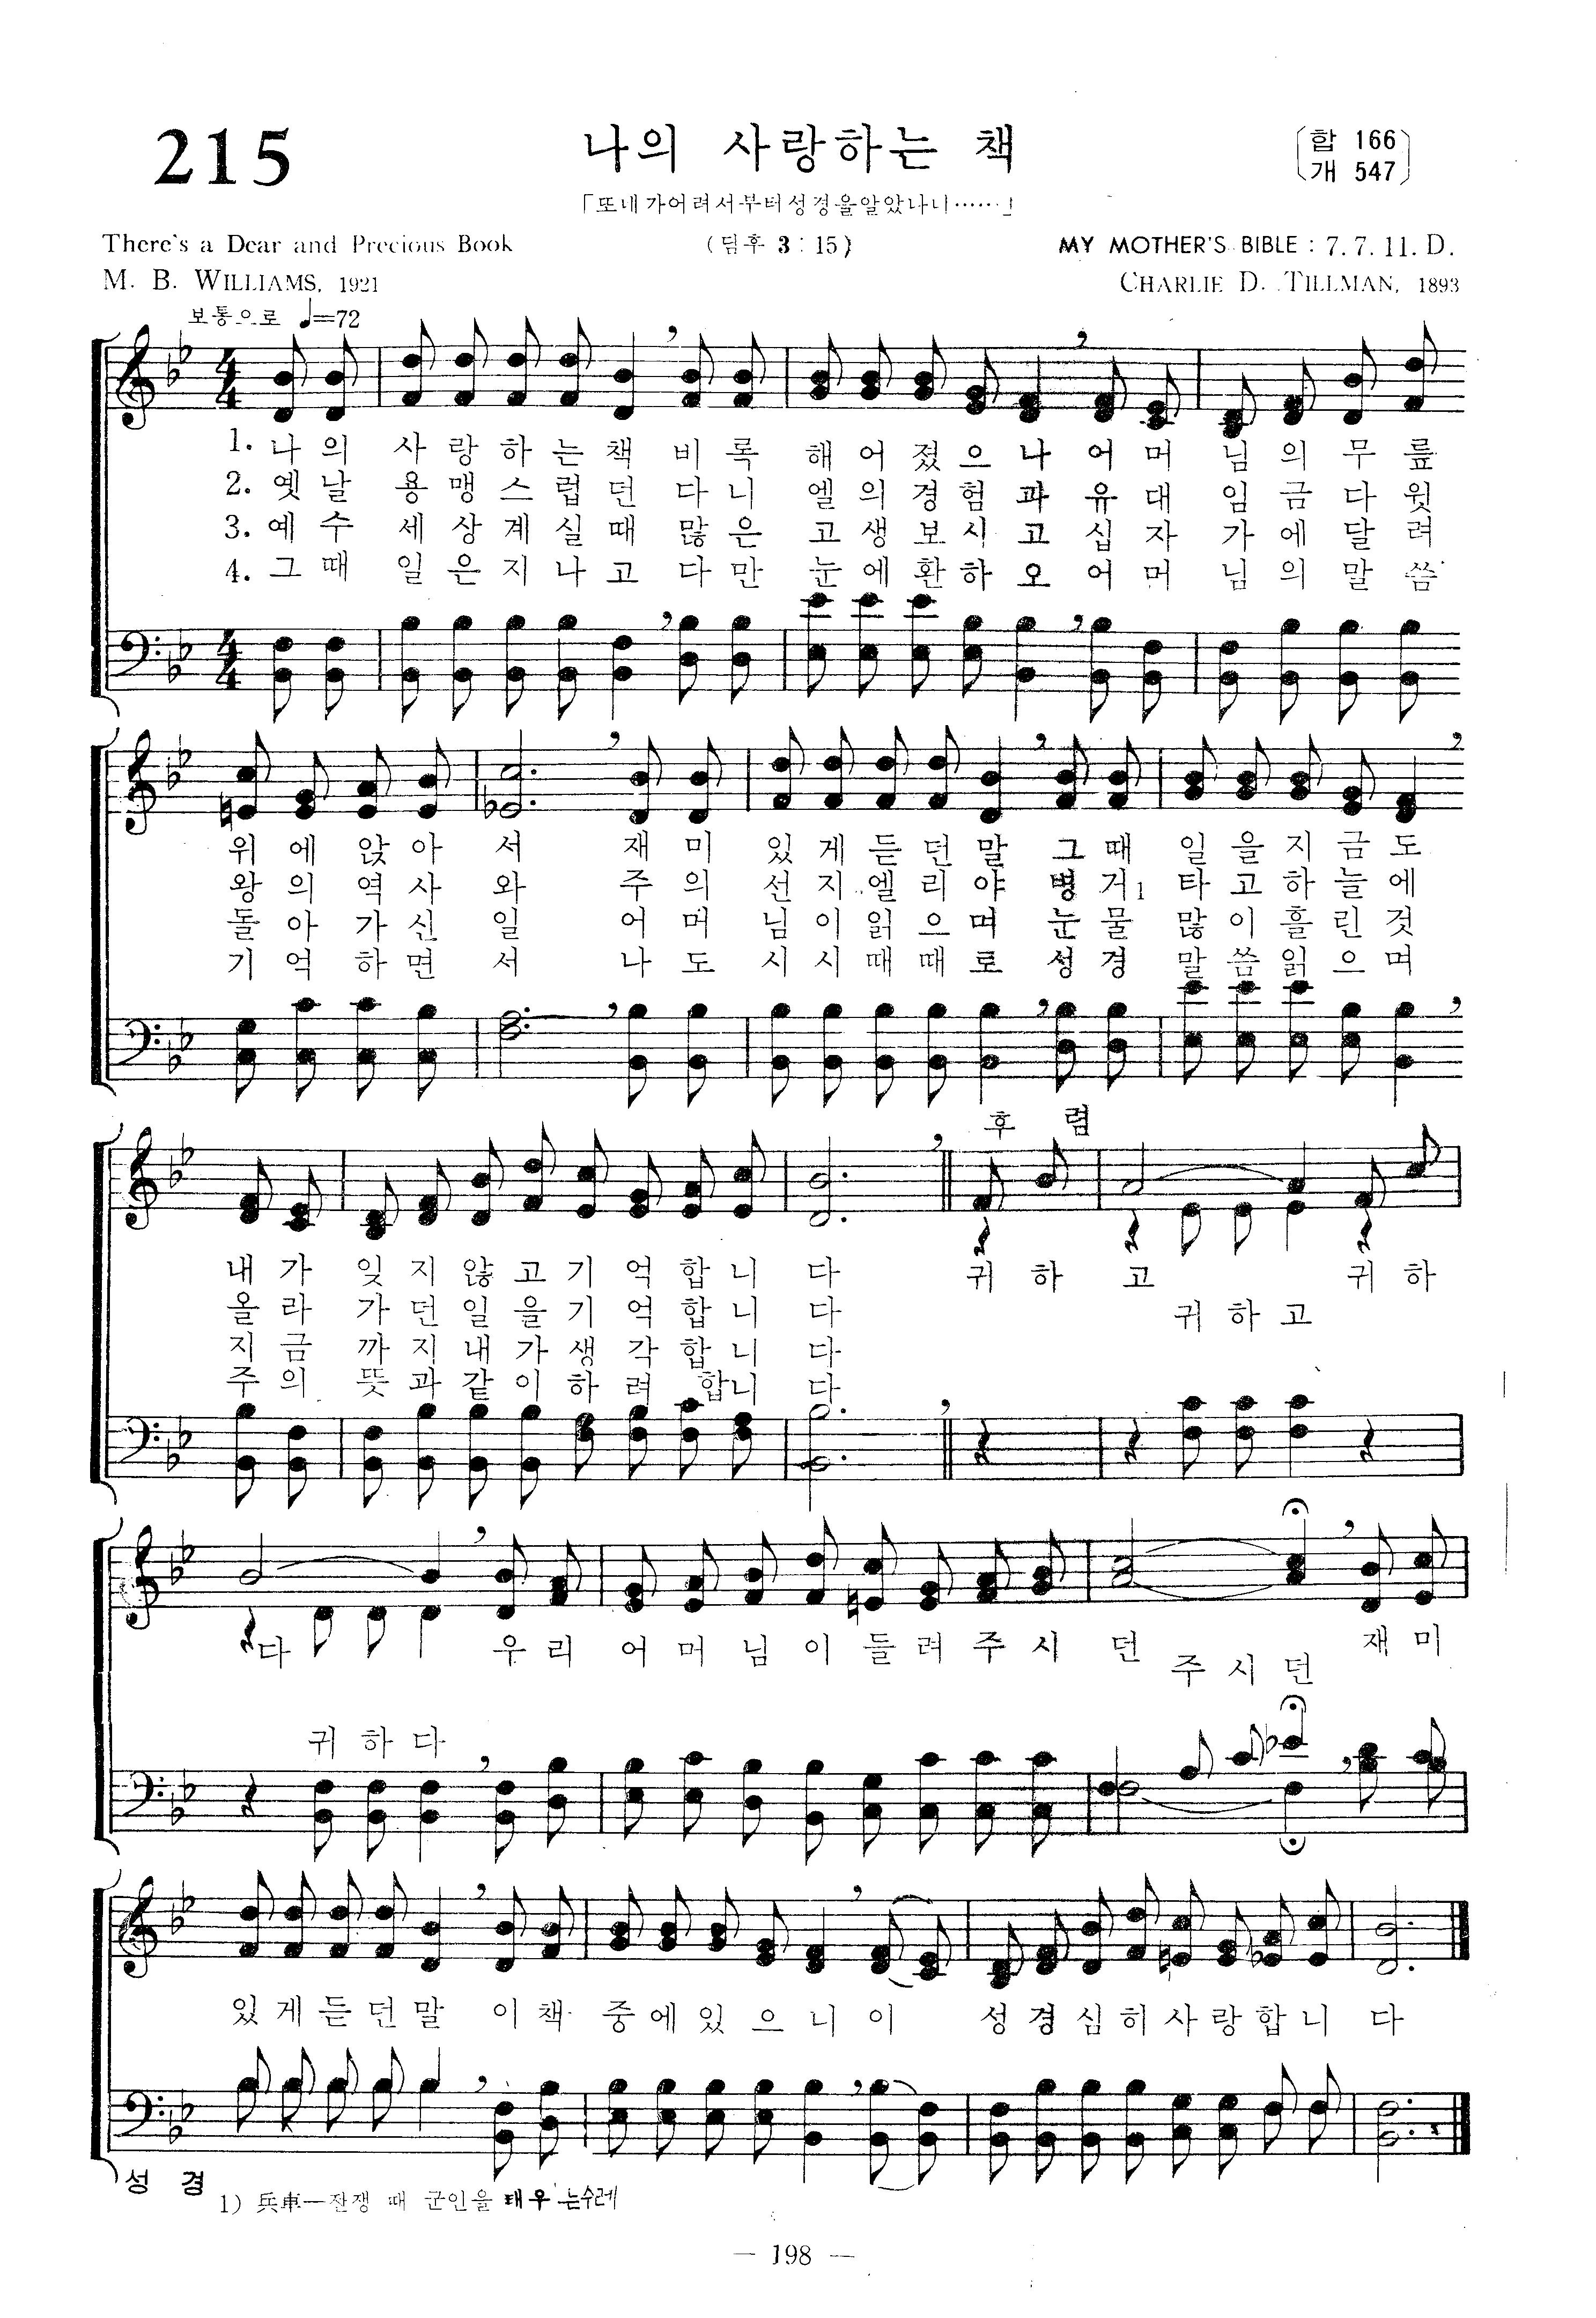 215
나의 사랑하는 책
〔합 166
개 547〕
「또네가어려서부터성경을알았나니……」
There's a Dear and Precious Book
(딤후 3 : 15)
MY MOTHER'S BIBLE : 7. 7. 11. D.
M. B. WILLIAMS, 1921
CHARLIE D. TILLMAN, 1893
보통으로 ♩=72
1. 나 의 사 랑 하 는 책 비 록 해 어 졌 으 나 어 머 님 의 무 릎
2. 옛 날 용 맹 스 럽 던 다 니 엘 의 경 험 과 유 대 임 금 다 윗
3. 예 수 세 상 계 실 때 많 은 고 생 보 시 고 십 자 가 에 달 려
4. 그 때 일 은 지 나 고 다 만 눈 에 환 하 오 어 머 님 의 말 씀
위 에 앉 아 서 재 미 있 게 듣 던 말 그 때 일 을 지 금 도
왕 의 역 사 와 주 의 선 지 엘 리 야 병 거1 타 고 하 늘 에
돌 아 가 신 일 어 머 님 이 읽 으 며 눈 물 많 이 흘 린 것
기 억 하 면 서 나 도 시 시 때 때 로 성 경 말 씀 읽 으 며
후 렴
내 가 잊 지 않 고 기 억 합 니 다 귀 하 고 귀 하
올 라 가 던 일 을 기 억 합 니 다 귀 하 고
지 금 까 지 내 가 생 각 합 니 다
주 의 뜻 과 같 이 하 려 합 니 다
다 우 리 어 머 님 이 들 려 주 시 던 재 미
주 시 던
귀 하 다
있 게 듣 던 말 이 책 중 에 있 으 니 이 성 경 심 히 사 랑 합 니 다
성 경
1) 兵車—전쟁 때 군인을 태우는수레
— 198 —